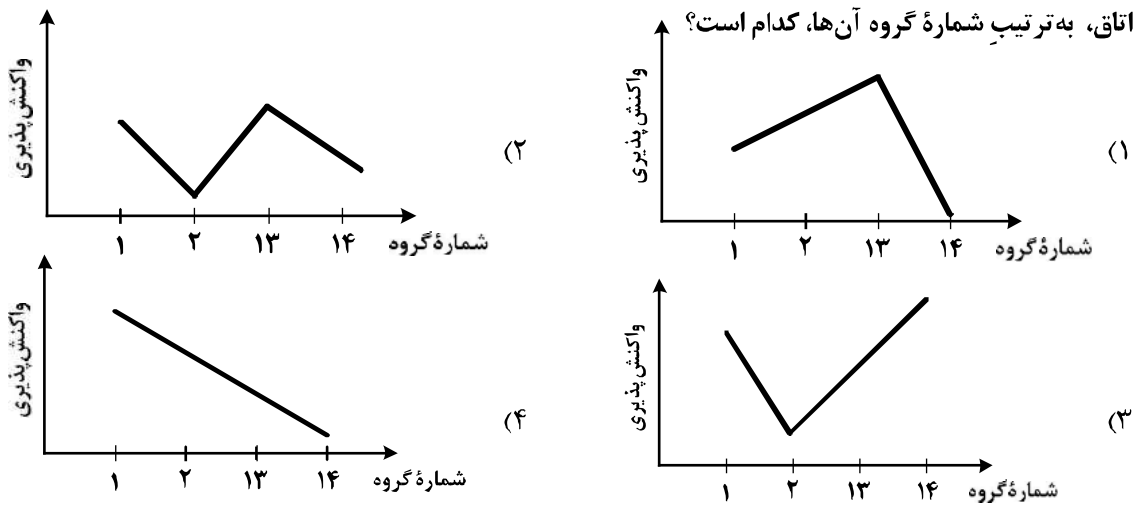 اتاق، به‌ترتیبِ شمارهٔ گروه آن‌ها، کدام است؟
۱)
واکنش‌پذیری
۱ ۲ ۱۳ ۱۴
شمارهٔ گروه
۲)
واکنش‌پذیری
۱ ۲ ۱۳ ۱۴
شمارهٔ گروه
۳)
واکنش‌پذیری
۱ ۲ ۱۳ ۱۴
شمارهٔ گروه
۴)
واکنش‌پذیری
۱ ۲ ۱۳ ۱۴
شمارهٔ گروه